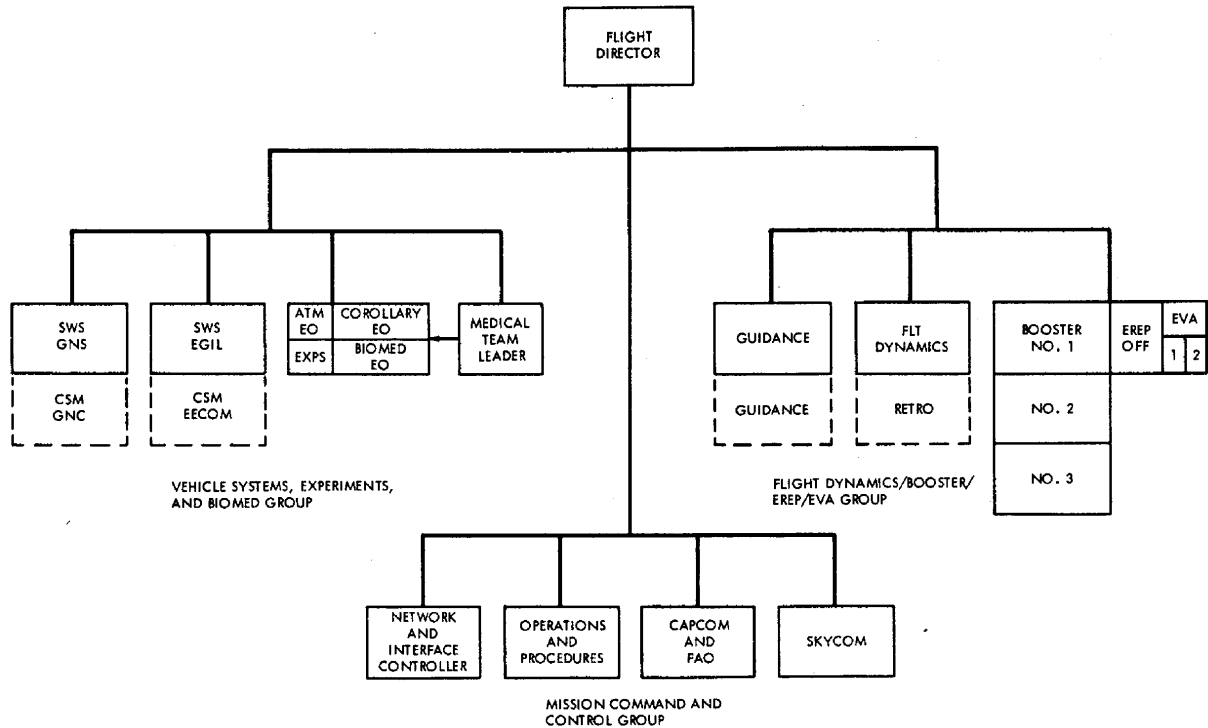 FLIGHT
DIRECTOR
SWS
GNS
CSM
GNC
SWS
EGIL
CSM
EECOM
ATM
EO
COROLLARY
EO
EXPS
BIOMED
EO
MEDICAL
TEAM
LEADER
VEHICLE SYSTEMS, EXPERIMENTS,
AND BIOMED GROUP
GUIDANCE
GUIDANCE
FLT
DYNAMICS
RETRO
BOOSTER
NO. 1
NO. 2
NO. 3
EREP
OFF
EVA
1 2
FLIGHT DYNAMICS/BOOSTER/
EREP/EVA GROUP
NETWORK
AND
INTERFACE
CONTROLLER
OPERATIONS
AND
PROCEDURES
CAPCOM
AND
FAO
SKYCOM
MISSION COMMAND AND
CONTROL GROUP